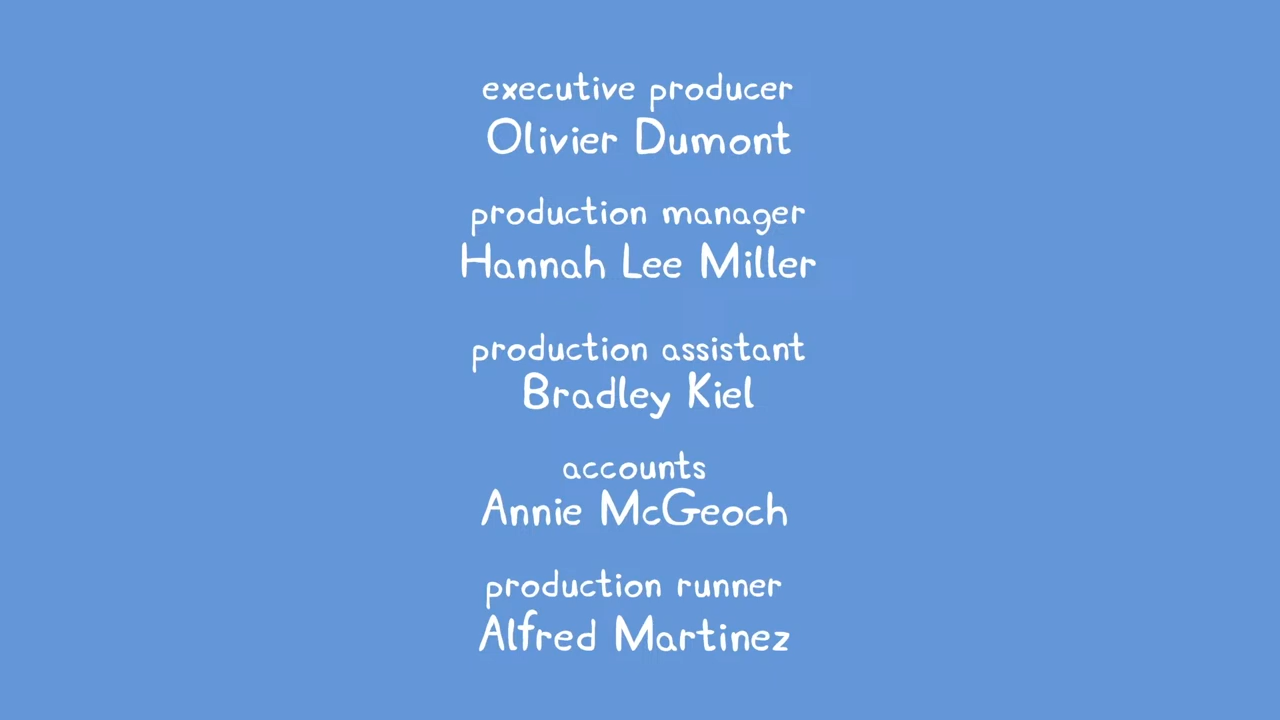 executive producer
Olivier Dumont
production manager
Hannah Lee Miller
production assistant
Bradley Kiel
accounts
Annie McGeoch
production runner
Alfred Martinez